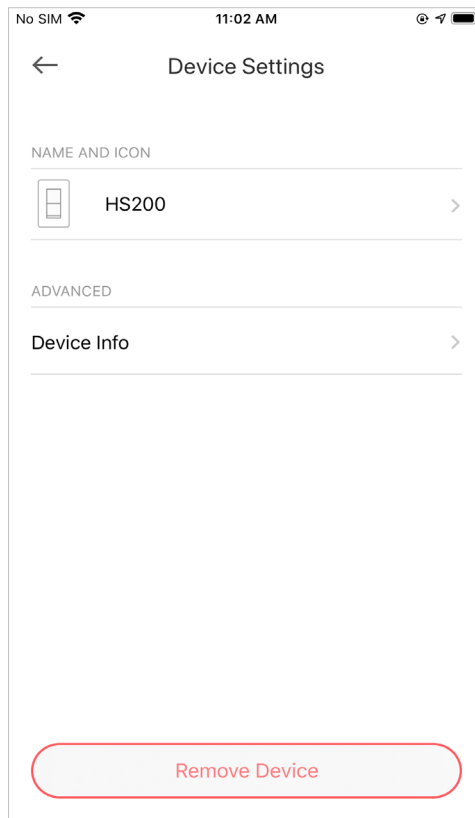 No SIM 11:02 AM
Device Settings
NAME AND ICON
HS200
ADVANCED
Device Info
Remove Device